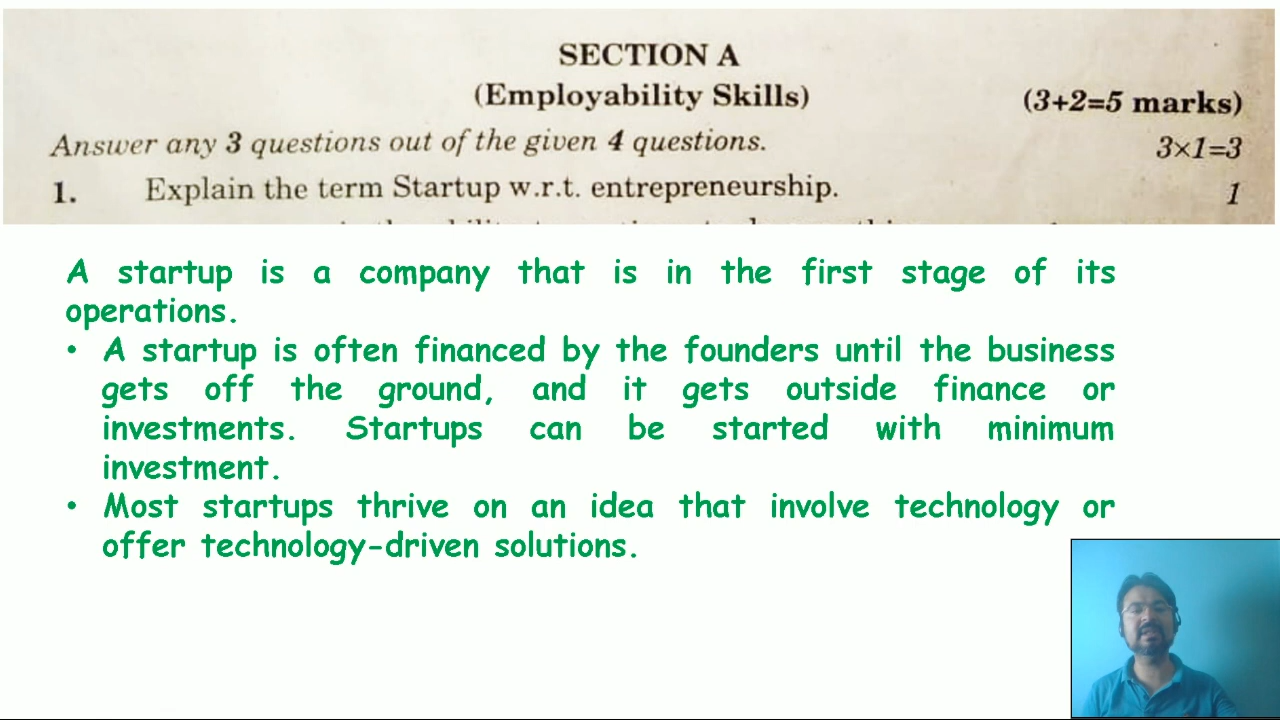 SECTION A
(Employability Skills)
(3+2=5 marks)
Answer any 3 questions out of the given 4 questions.
3×1=3
1. Explain the term Startup w.r.t. entrepreneurship.
1
A startup is a company that is in the first stage of its
operations.
• A startup is often financed by the founders until the business
gets off the ground, and it gets outside finance or
investments. Startups can be started with minimum
investment.
• Most startups thrive on an idea that involve technology or
offer technology-driven solutions.